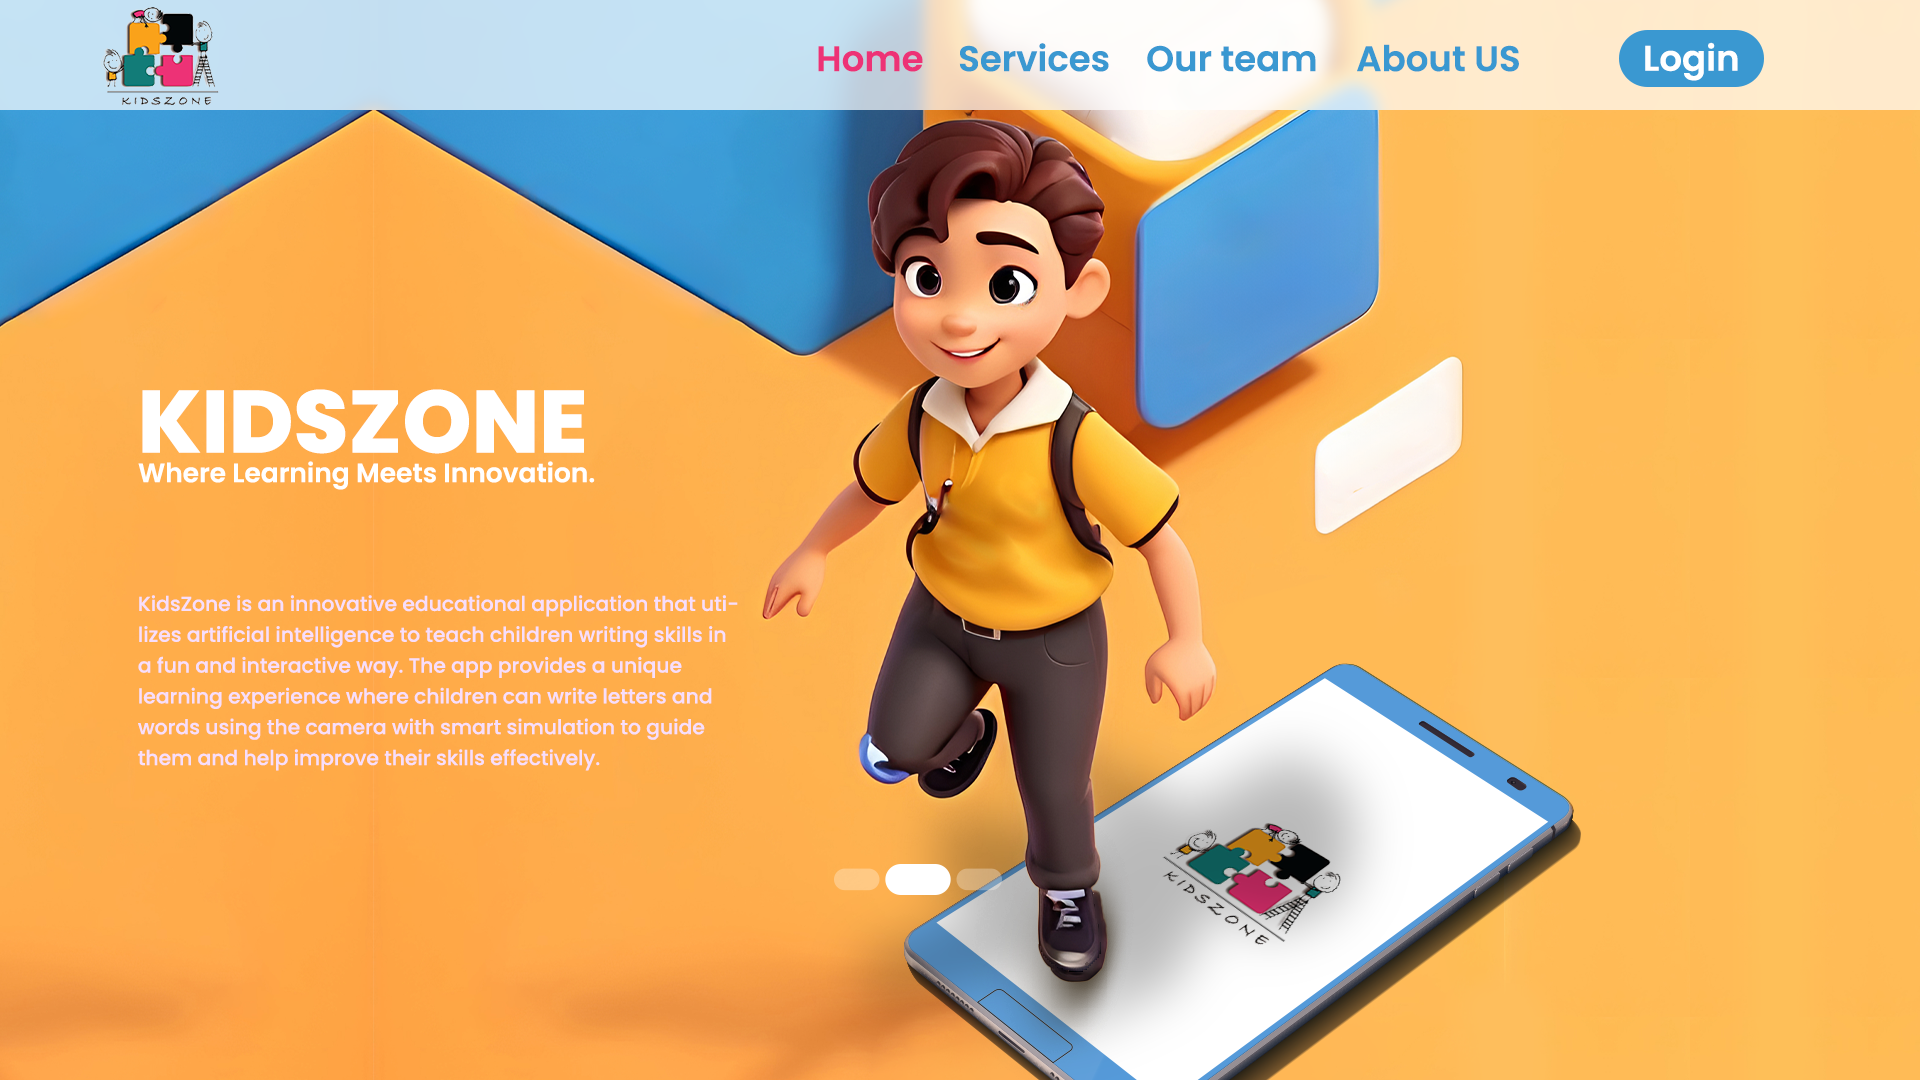 KIDSZONE
Home Services Our team About US Login
KIDSZONE
Where Learning Meets Innovation.
KidsZone is an innovative educational application that uti-
lizes artificial intelligence to teach children writing skills in
a fun and interactive way. The app provides a unique
learning experience where children can write letters and
words using the camera with smart simulation to guide
them and help improve their skills effectively.
KIDSZONE